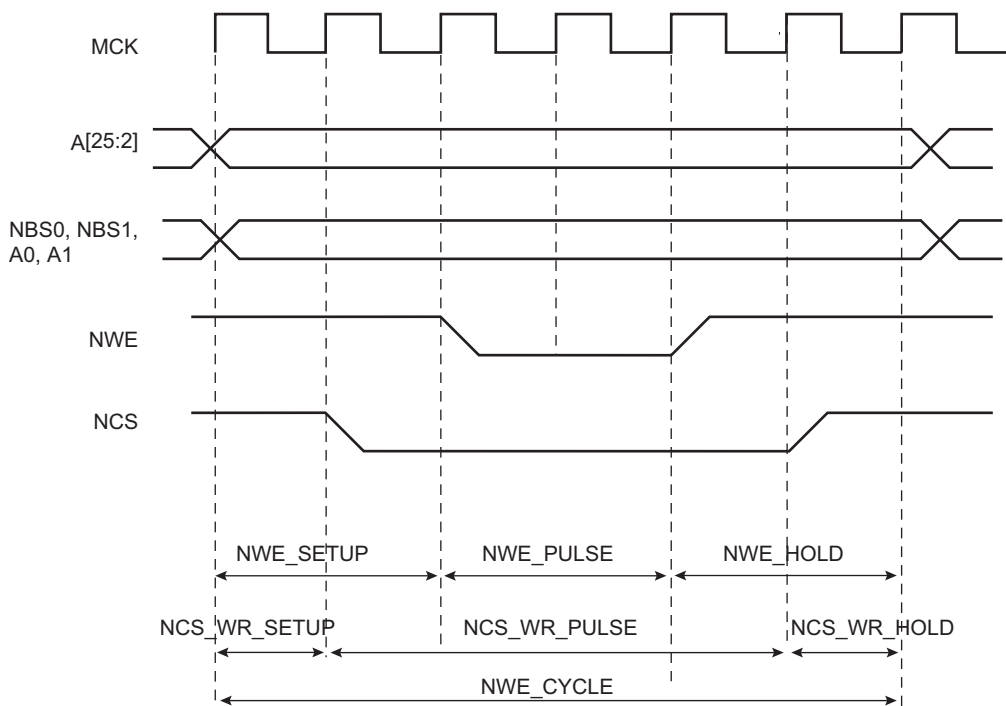 MCK
A[25:2]
NBS0, NBS1,
A0, A1
NWE
NCS
NWE_SETUP
NWE_PULSE
NWE_HOLD
NCS_WR_SETUP
NCS_WR_PULSE
NCS_WR_HOLD
NWE_CYCLE